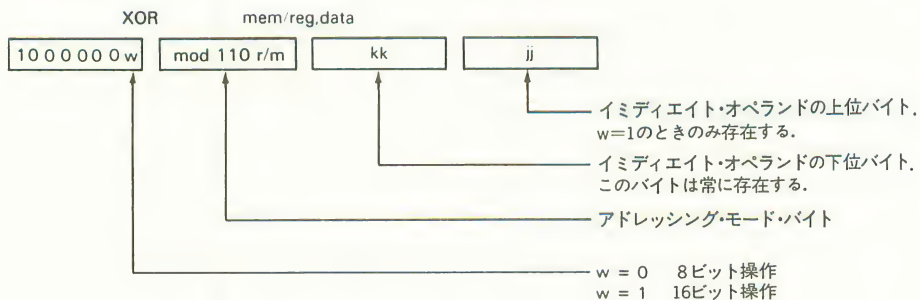 XOR mem/reg,data
1 0 0 0 0 0 0 w mod 110 r/m kk jj
イミディエイト・オペランドの上位バイト.
w=1のときのみ存在する.
イミディエイト・オペランドの下位バイト.
このバイトは常に存在する.
アドレッシング・モード・バイト
w = 0 8ビット操作
w = 1 16ビット操作